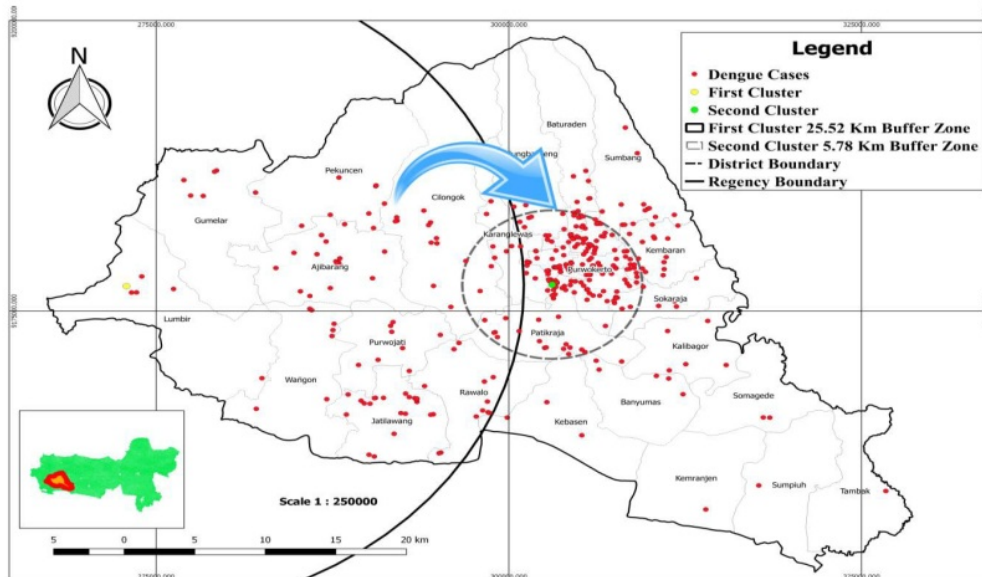 275000,000 300000,000 325000,000
N
Legend
Dengue Cases
First Cluster
Second Cluster
First Cluster 25.52 Km Buffer Zone
Second Cluster 5.78 Km Buffer Zone
District Boundary
Regency Boundary
Baturaden
Sumbang
Pekuncen
Cilongok
Gumelar
Karanglewas
Kembaran
Ajibarang
Purwokerto
Sokaraja
Lumbir
Patikraja
Purwojati
Kalibagor
Wangon
Rawalo
Banyumas
Somagede
Jatilawang
Kebasen
Kemranjen
Sumpiuh
Tambak
Scale 1 : 250000
5 0 5 10 15 20 km